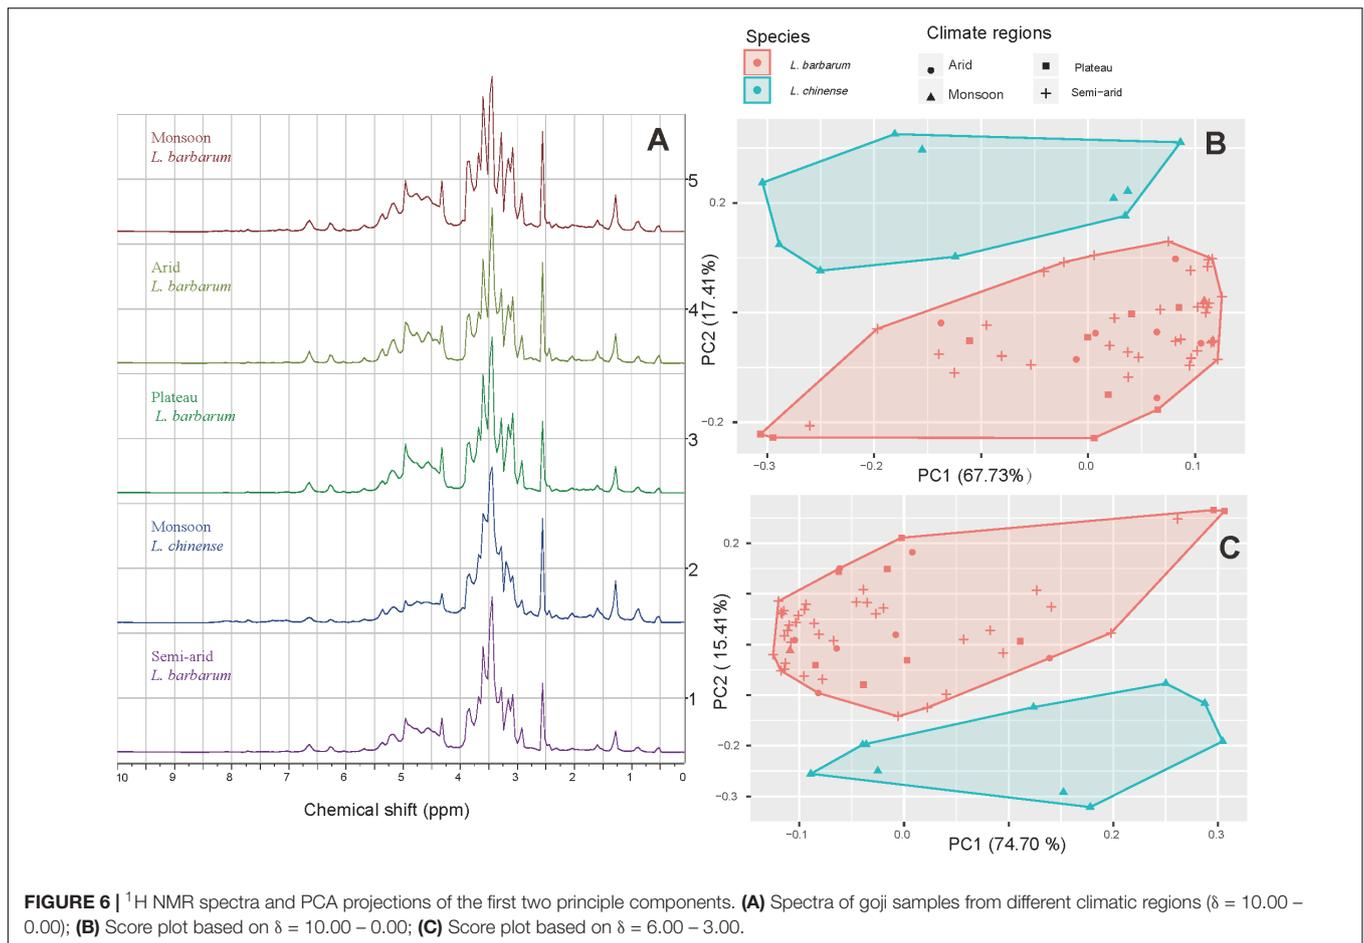 Species
L. barbarum
L. chinense
Climate regions
Arid
Plateau
Monsoon
Semi−arid
A
Monsoon
L. barbarum
Arid
L. barbarum
Plateau
L. barbarum
Monsoon
L. chinense
Semi-arid
L. barbarum
5
4
3
2
1
10 9 8 7 6 5 4 3 2 1 0
Chemical shift (ppm)
B
0.2
−0.2
PC2 (17.41%)
−0.3 −0.2 0.0 0.1
PC1 (67.73%)
C
0.2
−0.2
−0.3
PC2 ( 15.41%)
−0.1 0.0 0.2 0.3
PC1 (74.70 %)
FIGURE 6 | 1H NMR spectra and PCA projections of the first two principle components. (A) Spectra of goji samples from different climatic regions (δ = 10.00 –
0.00); (B) Score plot based on δ = 10.00 – 0.00; (C) Score plot based on δ = 6.00 – 3.00.